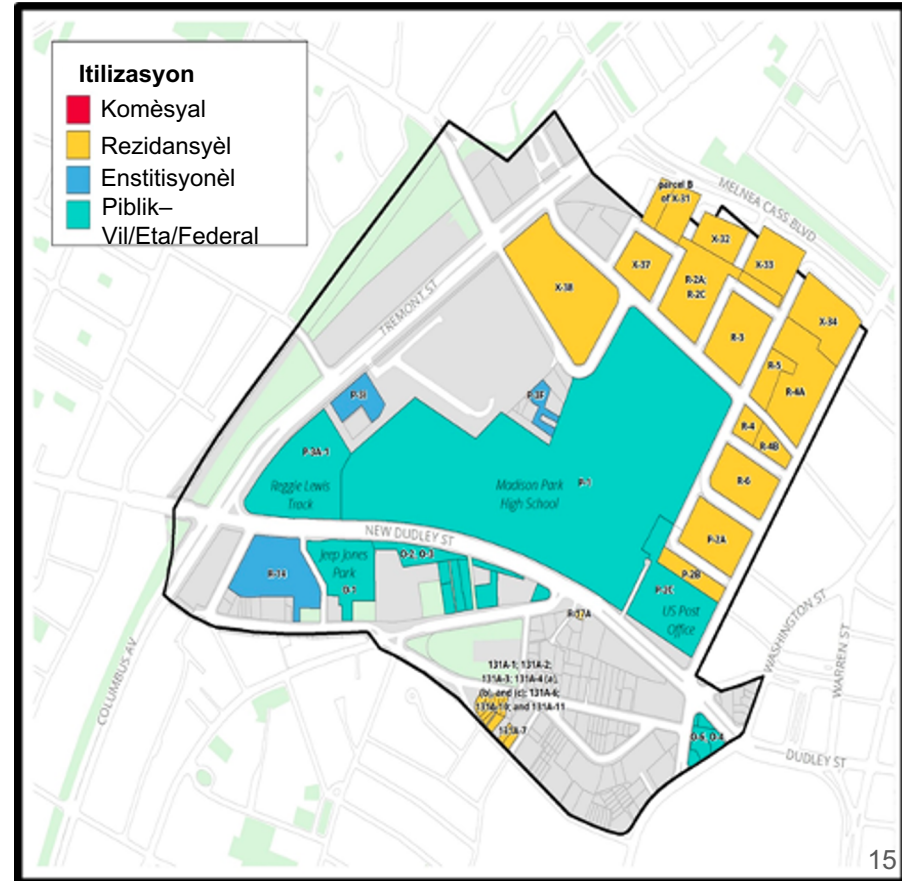 Itilizasyon
Komèsyal
Rezidansyèl
Enstitisyonèl
Piblik–
Vil/Eta/Federal
MELNEA CASS BLVD
parcel B
of X-31
X-32
X-33
X-37
R-2A;
R-2C
X-38
X-34
R-3
TREMONT ST
R-5
R-4A
P-3I
P-3F
R-4
R-4B
P-3A-1
Reggie Lewis
Track
Madison Park
High School
P-1
R-6
NEW DUDLEY ST
P-2A
Jeep Jones
Park
O-2, O-3
O-1
P-2B
P-2C
US Post
Office
R-17A
WASHINGTON ST
WARREN ST
COLUMBUS AV
131A-1; 131A-2;
131A-3; 131A-4 (a),
(b), and (c); 131A-6;
131A-10; and 131A-11
131A-7
DUDLEY ST
15